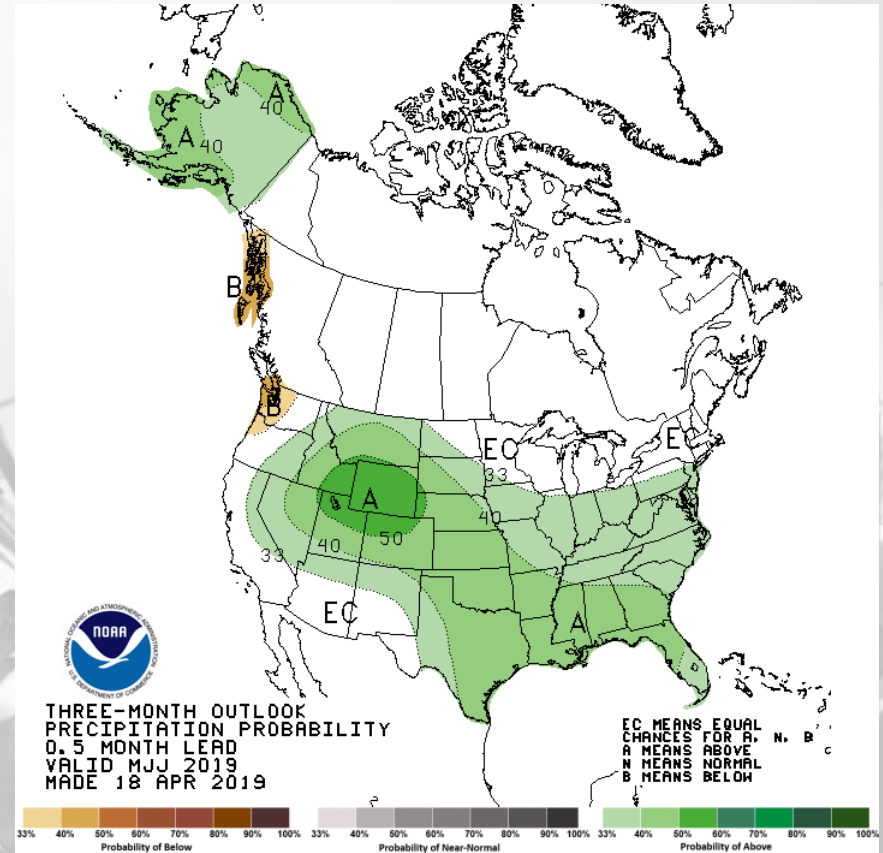 A
40
A
40
B
B
EC
EC
33
A
40
50
40
33
EC
A
NATIONAL OCEANIC AND ATMOSPHERIC ADMINISTRATION
NOAA
U.S. DEPARTMENT OF COMMERCE
THREE-MONTH OUTLOOK
PRECIPITATION PROBABILITY
0.5 MONTH LEAD
VALID MJJ 2019
MADE 18 APR 2019
EC MEANS EQUAL
CHANCES FOR A, N, B
A MEANS ABOVE
N MEANS NORMAL
B MEANS BELOW
33% 40% 50% 60% 70% 80% 90% 100%
Probability of Below
33% 40% 50% 60% 70% 80% 90% 100%
Probability of Near-Normal
33% 40% 50% 60% 70% 80% 90% 100%
Probability of Above